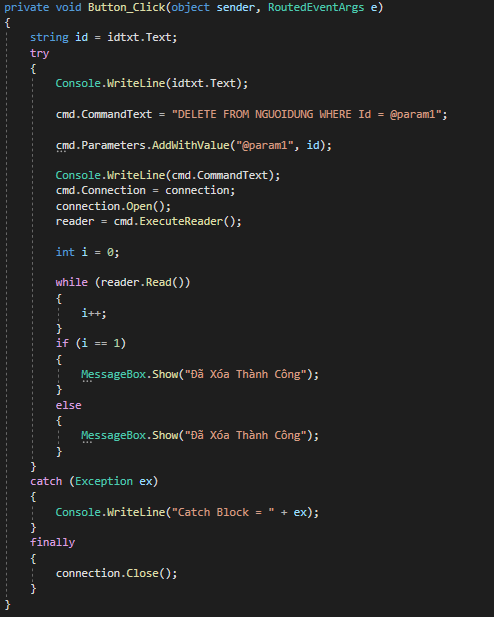 private void Button_Click(object sender, RoutedEventArgs e)
{
string id = idtxt.Text;
try
{
Console.WriteLine(idtxt.Text);
cmd.CommandText = "DELETE FROM NGUOIDUNG WHERE Id = @param1";
cmd.Parameters.AddWithValue("@param1", id);
Console.WriteLine(cmd.CommandText);
cmd.Connection = connection;
connection.Open();
reader = cmd.ExecuteReader();
int i = 0;
while (reader.Read())
{
i++;
}
if (i == 1)
{
MessageBox.Show("Đã Xóa Thành Công");
}
else
{
MessageBox.Show("Đã Xóa Thành Công");
}
}
catch (Exception ex)
{
Console.WriteLine("Catch Block = " + ex);
}
finally
{
connection.Close();
}
}